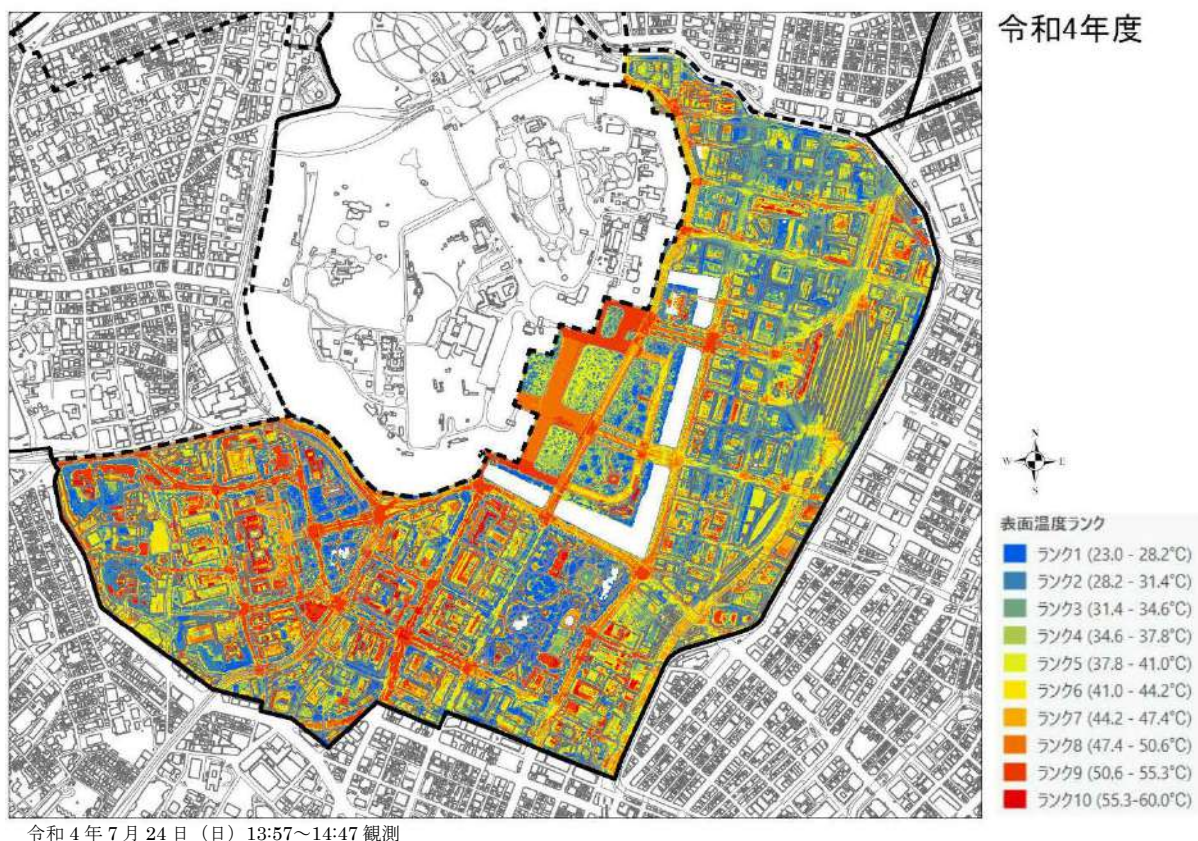 令和4年度
N
W E
S
表面温度ランク
ランク1 (23.0 - 28.2°C)
ランク2 (28.2 - 31.4°C)
ランク3 (31.4 - 34.6°C)
ランク4 (34.6 - 37.8°C)
ランク5 (37.8 - 41.0°C)
ランク6 (41.0 - 44.2°C)
ランク7 (44.2 - 47.4°C)
ランク8 (47.4 - 50.6°C)
ランク9 (50.6 - 55.3°C)
ランク10 (55.3-60.0°C)
令和 4 年 7 月 24 日（日）13:57～14:47 観測